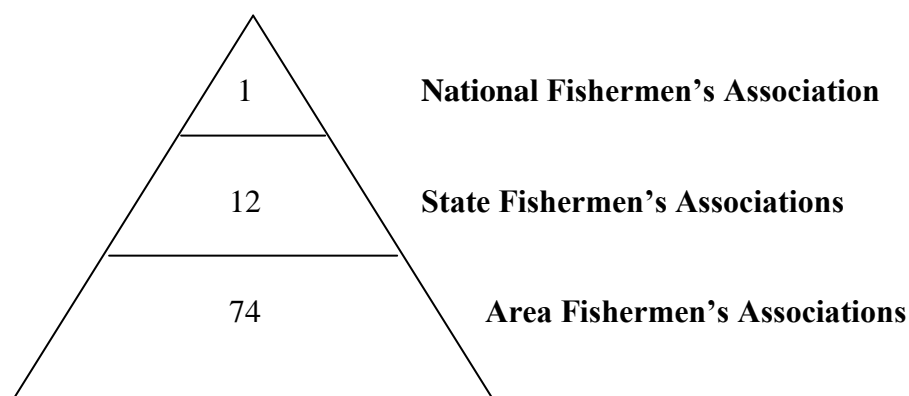 1 National Fishermen’s Association
12 State Fishermen’s Associations
74 Area Fishermen’s Associations